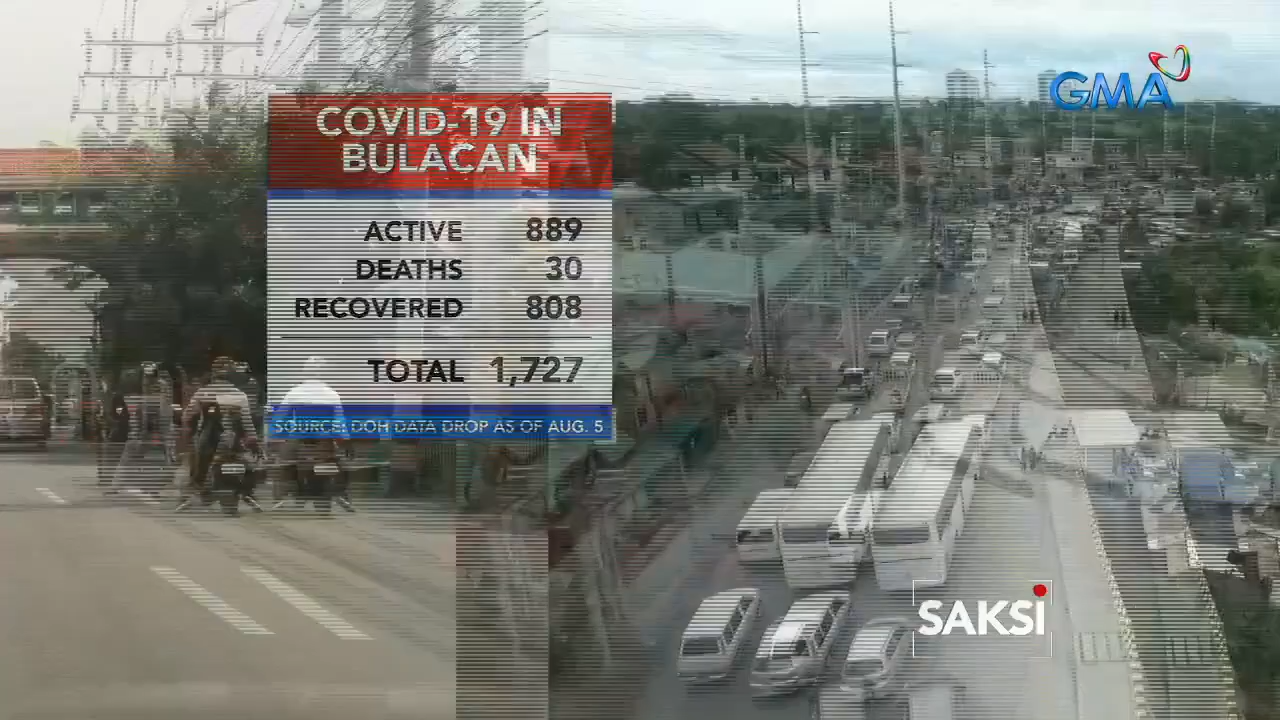 COVID-19 IN
BULACAN
ACTIVE 889
DEATHS 30
RECOVERED 808
TOTAL 1,727
SOURCE: DOH DATA DROP AS OF AUG. 5
GMA
SAKSI